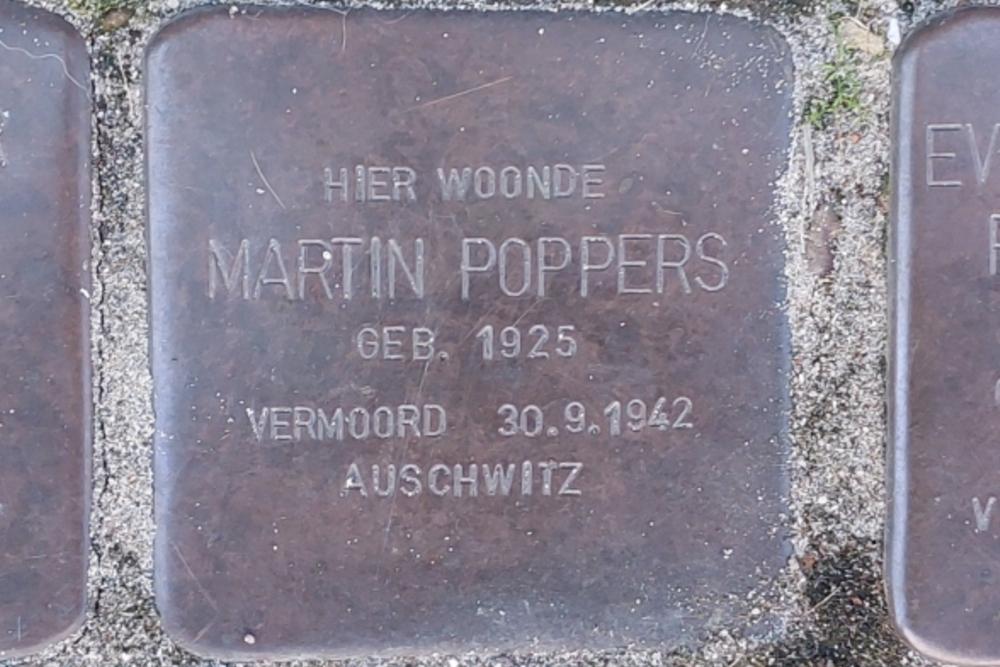 HIER WOONDE
MARTIN POPPERS
GEB. 1925
VERMOORD 30.9.1942
AUSCHWITZ